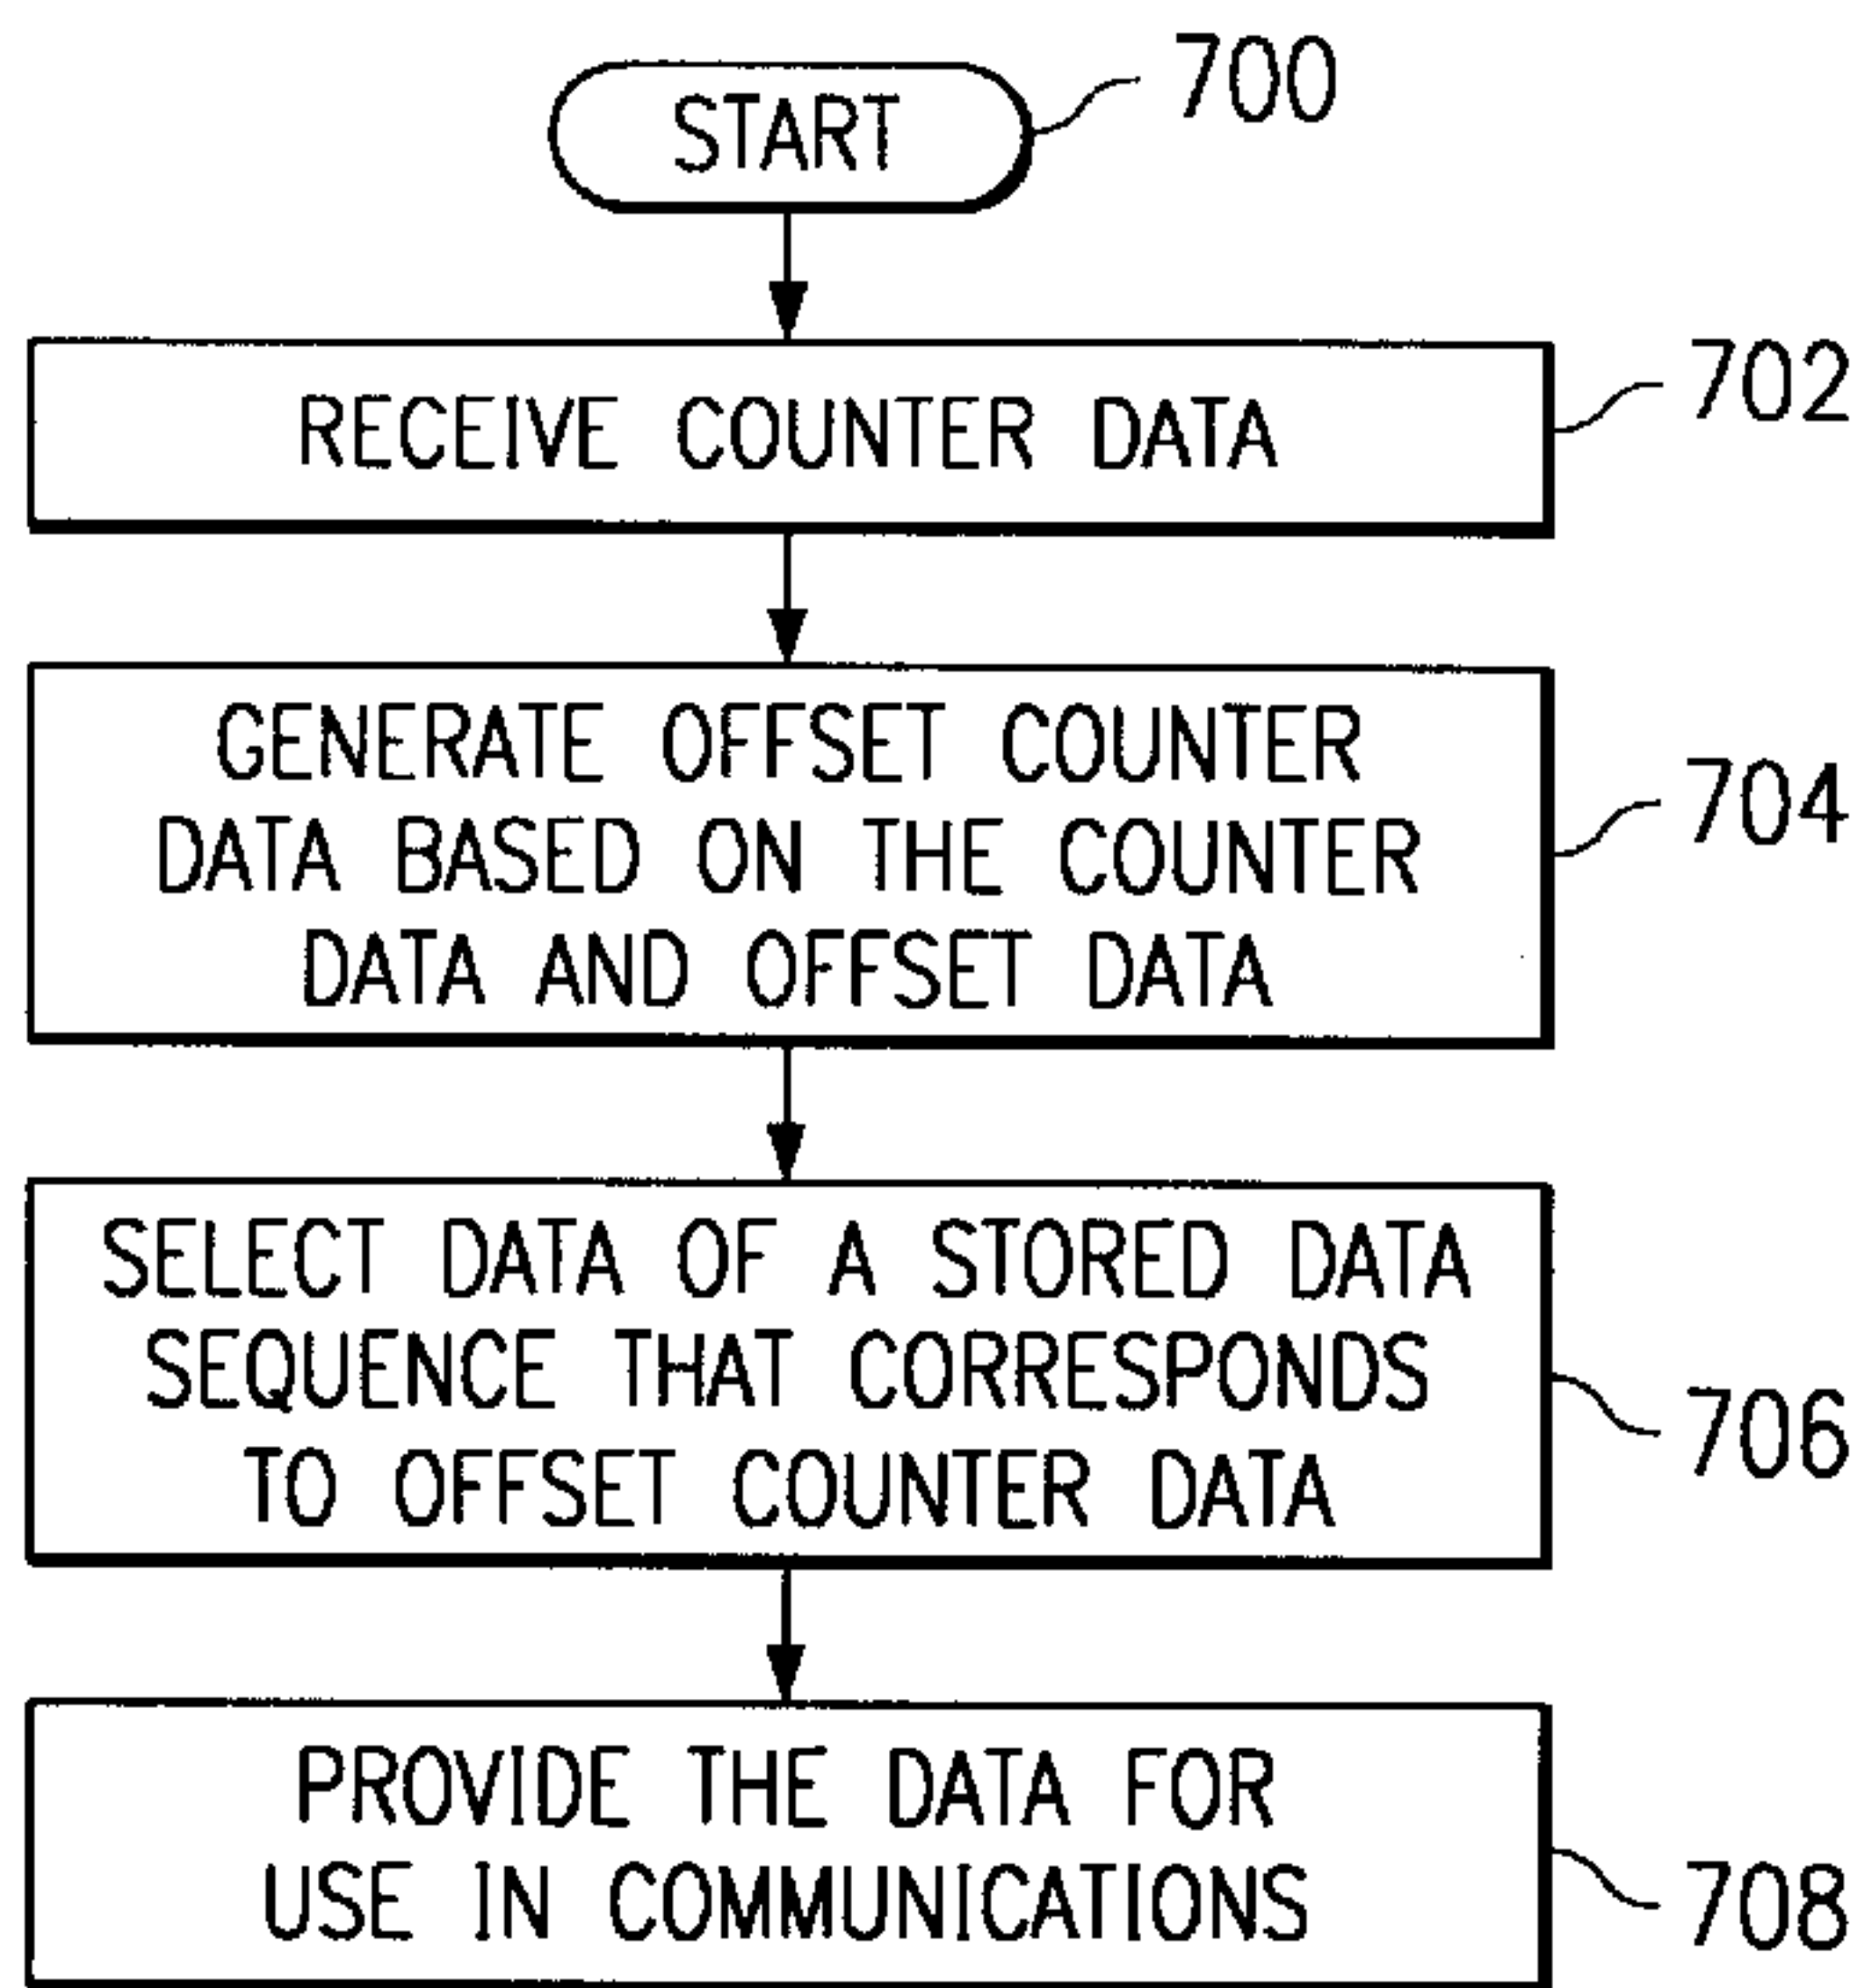 START
700
RECEIVE COUNTER DATA
702
GENERATE OFFSET COUNTER
DATA BASED ON THE COUNTER
DATA AND OFFSET DATA
704
SELECT DATA OF A STORED DATA
SEQUENCE THAT CORRESPONDS
TO OFFSET COUNTER DATA
706
PROVIDE THE DATA FOR
USE IN COMMUNICATIONS
708